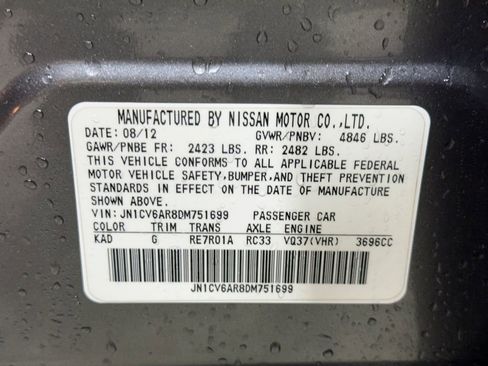 MANUFACTURED BY NISSAN MOTOR CO.,LTD.
DATE: 08/12 GVWR/PNBV: 4846 LBS.
GAWR/PNBE FR: 2423 LBS. RR: 2482 LBS.
THIS VEHICLE CONFORMS TO ALL APPLICABLE FEDERAL
MOTOR VEHICLE SAFETY,BUMPER,AND THEFT PREVENTION
STANDARDS IN EFFECT ON THE DATE OF MANUFACTURE
SHOWN ABOVE.
VIN: JN1CV6AR8DM751699 PASSENGER CAR
COLOR TRIM TRANS AXLE ENGINE
KAD G RE7R01A RC33 VQ37(VHR) 3696CC
JN1CV6AR8DM751699